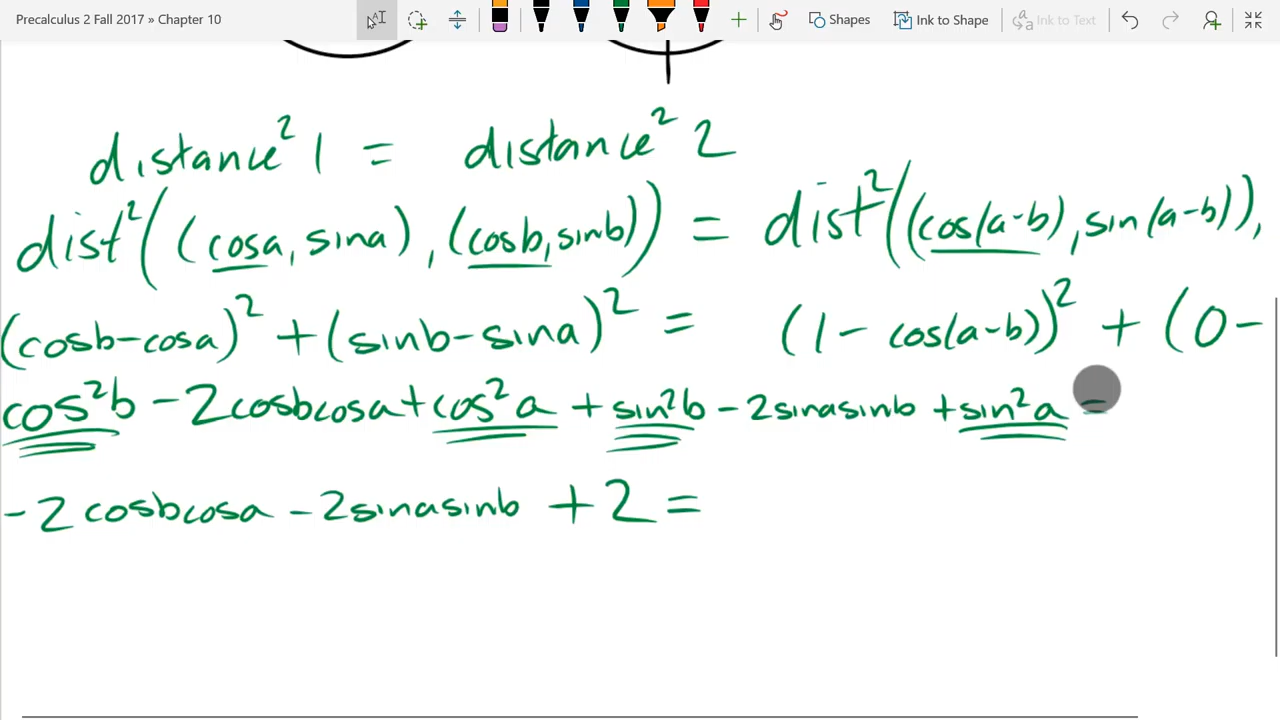 Precalculus 2 Fall 2017 » Chapter 10 Shapes Ink to Shape Ink to Text
distance² 1 = distance² 2
dist²((cosa, sina), (cosb, sinb)) = dist²((cos(a-b), sin(a-b)),
(cosb-cosa)² + (sinb-sina)² = (1 - cos(a-b))² + (0 -
cos²b - 2cosbcosa + cos²a + sin²b - 2sinasinb + sin²a =
-2cosbcosa - 2sinasinb + 2 =